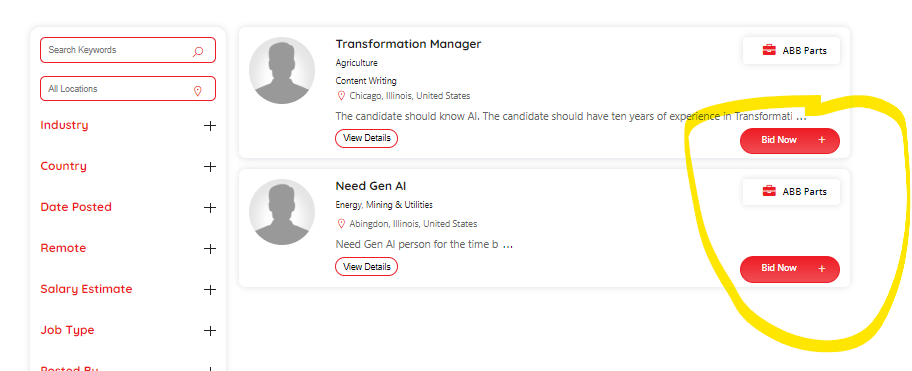 Search Keywords
All Locations
Industry
Country
Date Posted
Remote
Salary Estimate
Job Type
Posted By
Transformation Manager
Agriculture
Content Writing
Chicago, Illinois, United States
The candidate should know AI. The candidate should have ten years of experience in Transformati ...
View Details
ABB Parts
Bid Now +
Need Gen AI
Energy, Mining & Utilities
Abingdon, Illinois, United States
Need Gen AI person for the time b ...
View Details
ABB Parts
Bid Now +